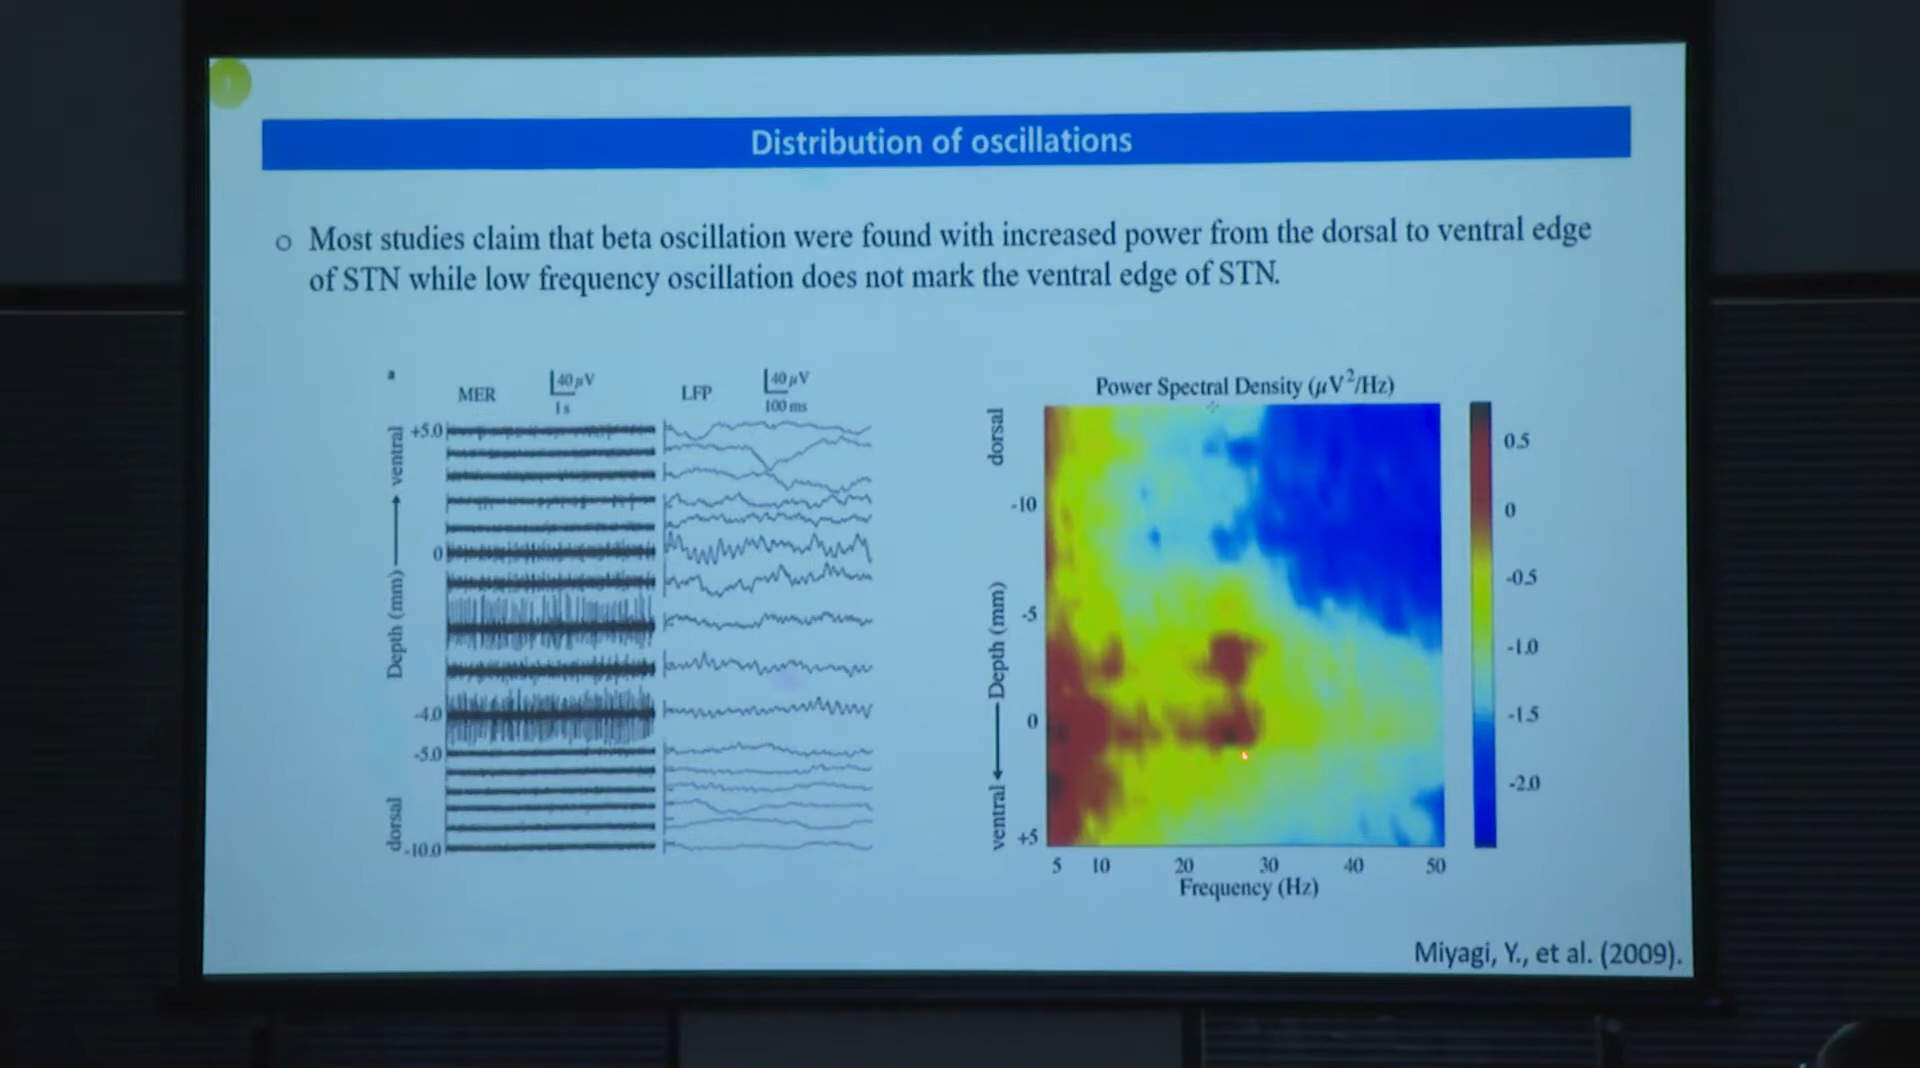 Distribution of oscillations
o Most studies claim that beta oscillation were found with increased power from the dorsal to ventral edge
of STN while low frequency oscillation does not mark the ventral edge of STN.
a
MER
40 μV
1 s
LFP
40 μV
100 ms
+5.0
0
-4.0
-5.0
-10.0
dorsal
Depth (mm)
ventral
Power Spectral Density (μV²/Hz)
dorsal
Depth (mm)
ventral
-10
-5
0
+5
5 10 20 30 40 50
Frequency (Hz)
0.5
0
-0.5
-1.0
-1.5
-2.0
Miyagi, Y., et al. (2009).